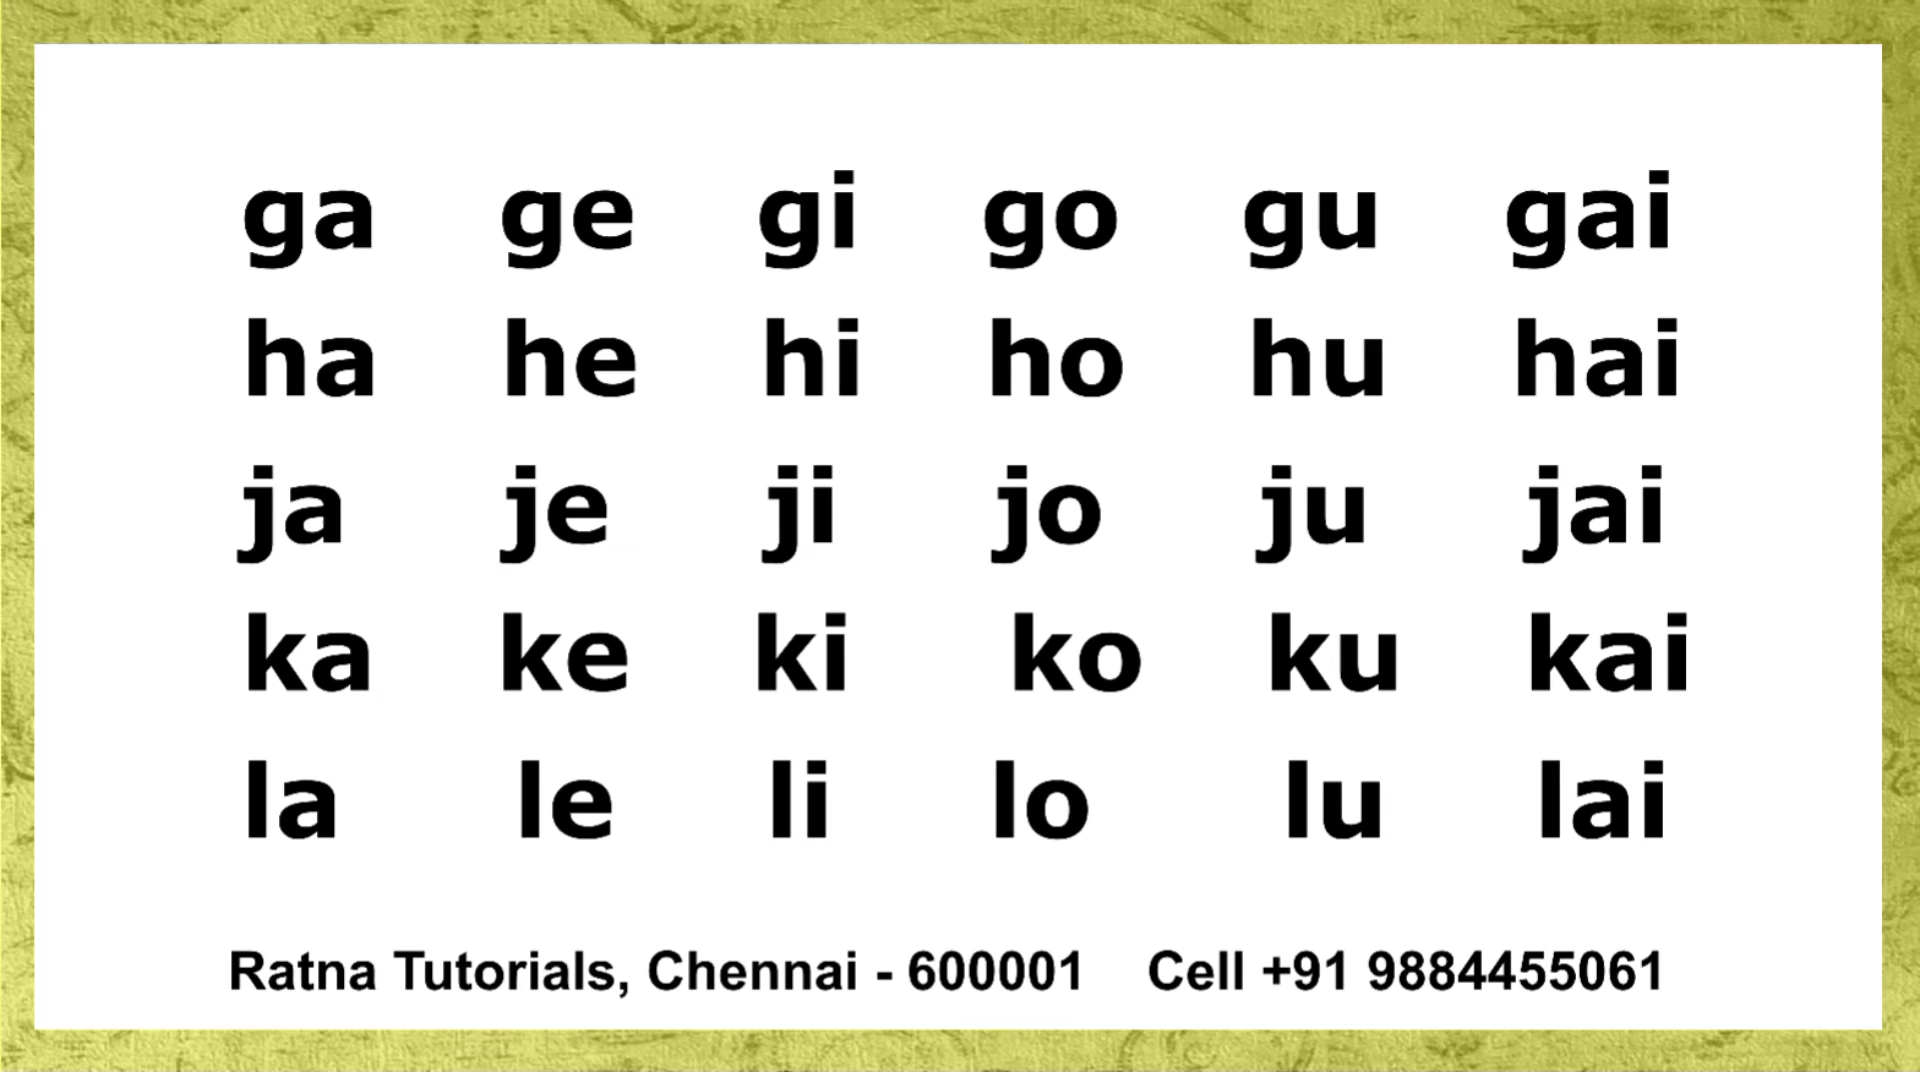 ga ge gi go gu gai
ha he hi ho hu hai
ja je ji jo ju jai
ka ke ki ko ku kai
la le li lo lu lai
Ratna Tutorials, Chennai - 600001 Cell +91 9884455061